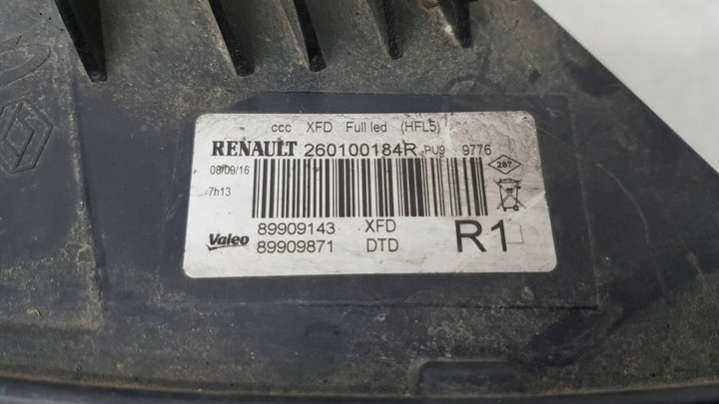 ccc XFD Full led (HFL5)
RENAULT 260100184R PU9 9776
08/09/16
287
7h13
89909143 XFD
Valeo 89909871 DTD R1